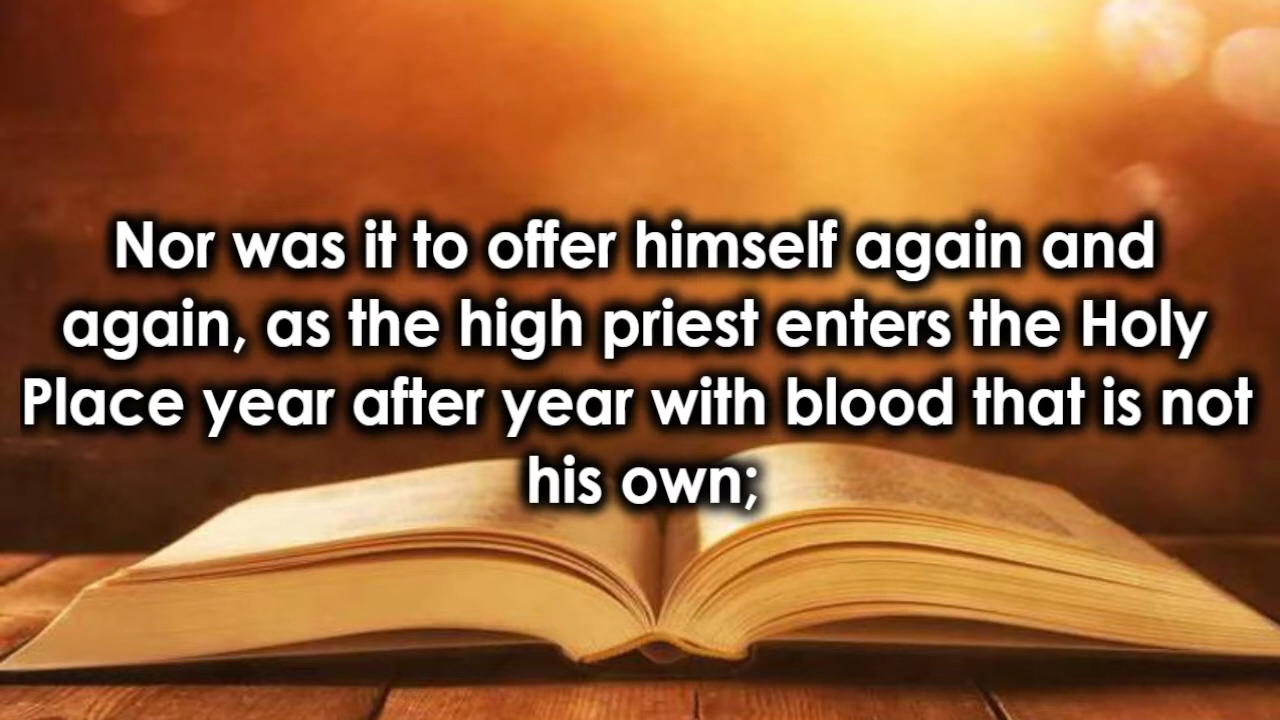 Nor was it to offer himself again and
again, as the high priest enters the Holy
Place year after year with blood that is not
his own;